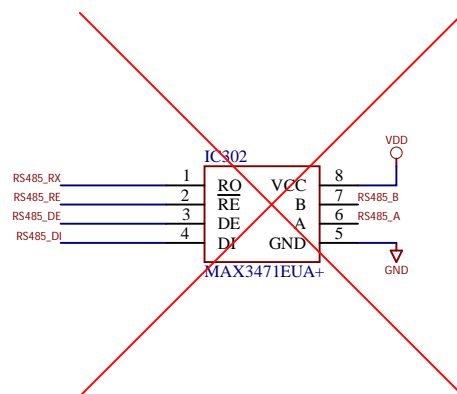 VDD
IC302
RS485_RX 1 RO VCC 8
RS485_RE 2 RE B 7 RS485_B
RS485_DE 3 DE A 6 RS485_A
RS485_DI 4 DI GND 5
MAX3471EUA+
GND